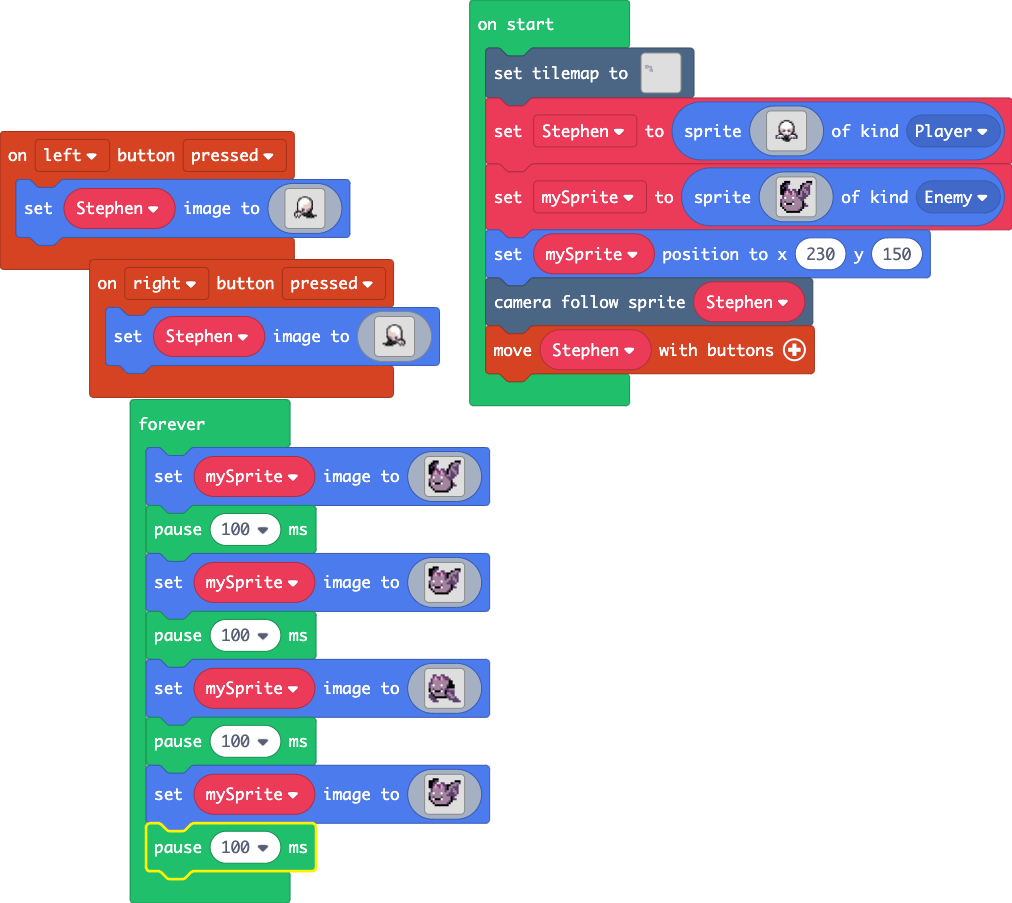 on start
set tilemap to
set Stephen to sprite of kind Player
set mySprite to sprite of kind Enemy
set mySprite position to x 230 y 150
camera follow sprite Stephen
move Stephen with buttons
on left button pressed
set Stephen image to
on right button pressed
set Stephen image to
forever
set mySprite image to
pause 100 ms
set mySprite image to
pause 100 ms
set mySprite image to
pause 100 ms
set mySprite image to
pause 100 ms